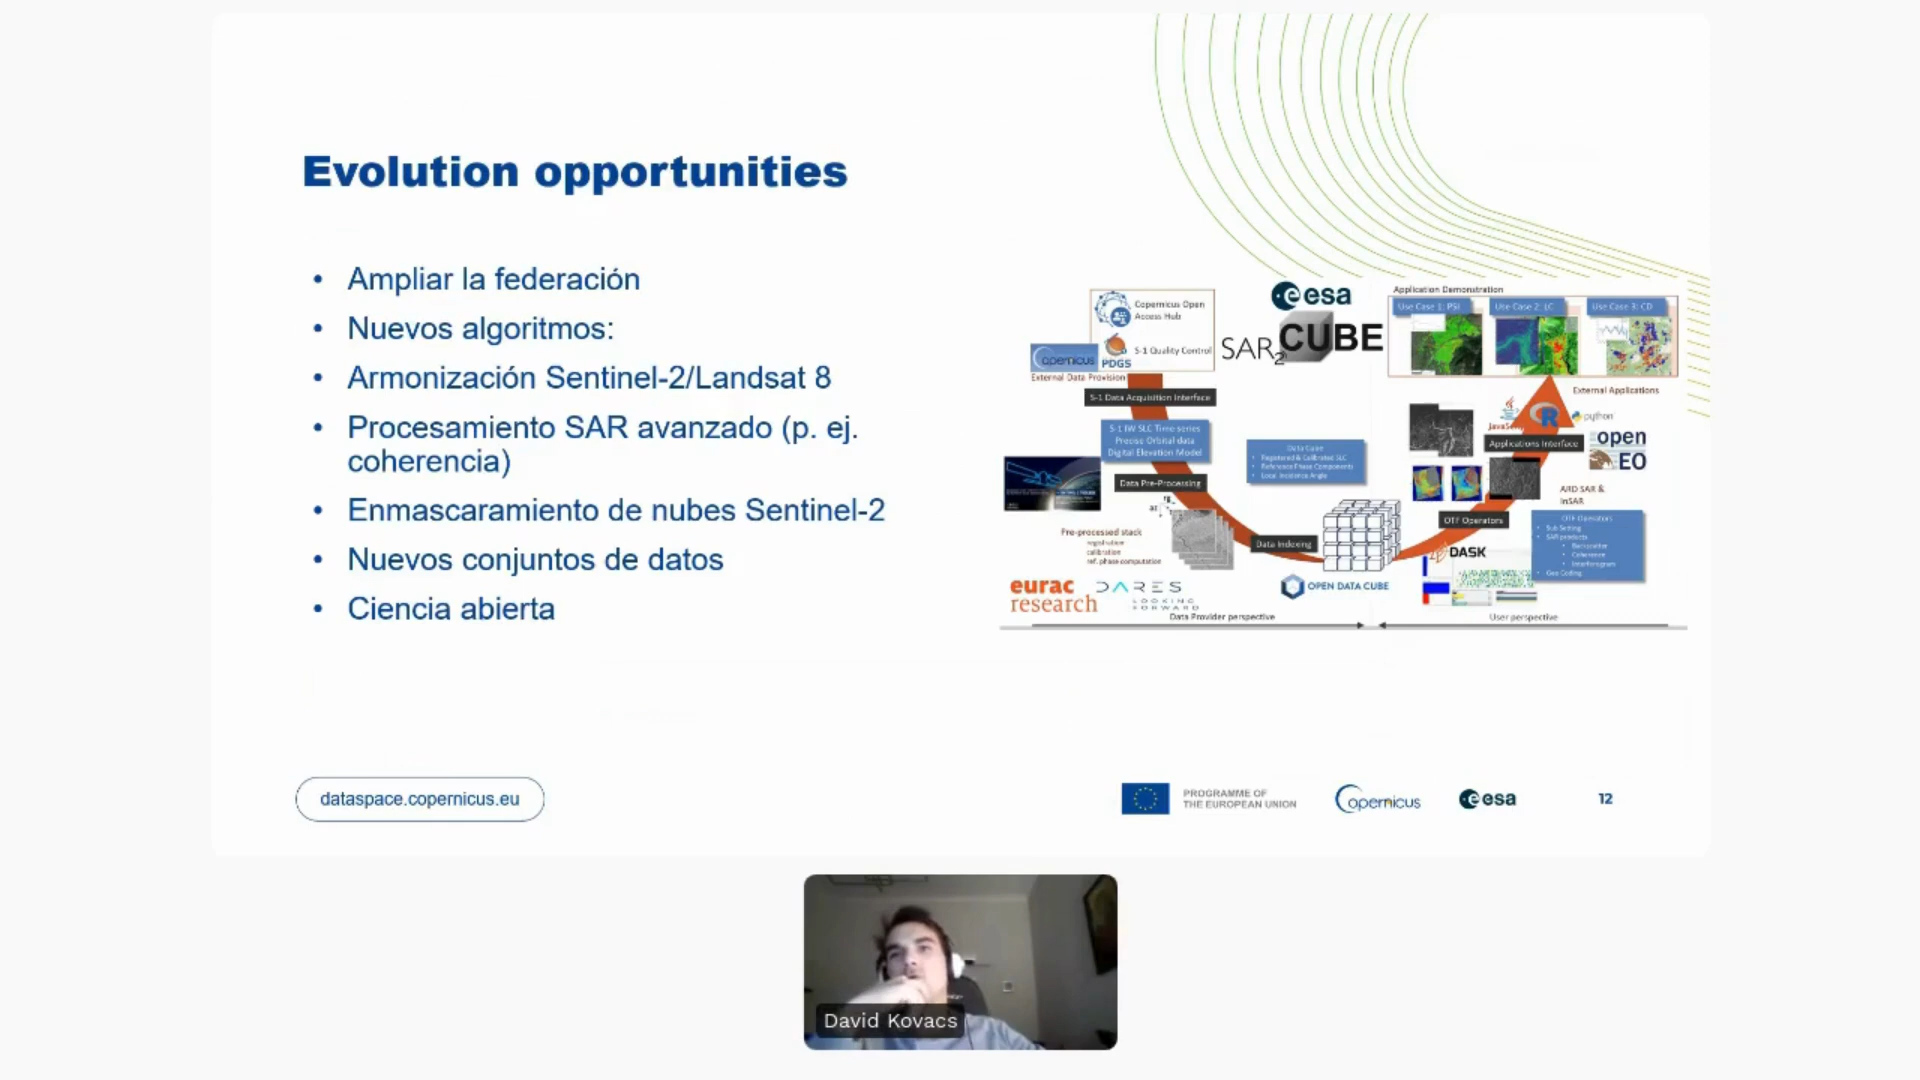 Evolution opportunities
• Ampliar la federación
• Nuevos algoritmos:
• Armonización Sentinel-2/Landsat 8
• Procesamiento SAR avanzado (p. ej.
coherencia)
• Enmascaramiento de nubes Sentinel-2
• Nuevos conjuntos de datos
• Ciencia abierta
Copernicus Open
Access Hub
S-1 Quality Control
opernicus
PDGS
External Data Provision
esa
SAR2CUBE
Application Demonstration
Use Case 1: PSI
Use Case 2: LC
Use Case 3: CD
External Applications
S-1 Data Acquisition Interface
S-1 IW SLC Time series
Precise Orbital data
Digital Elevation Model
Data Pre-Processing
Pre-processed stack
registration
calibration
ref. phase computation
Data Cube
• Registered & Calibrated SLC
• Reference Phase Components
• Local Incidence Angle
Data Indexing
OPEN DATA CUBE
R
python
Applications Interface
open
EO
ARD SAR &
InSAR
OTF Operators
OTF Operators
• Sub Setting
• SAR products
• Backscatter
• Coherence
• Interferogram
• Geo Coding
DASK
eurac
research
DARES
LOOKING
FORWARD
Data Provider perspective
User perspective
dataspace.copernicus.eu
PROGRAMME OF
THE EUROPEAN UNION
opernicus
esa
12
David Kovacs